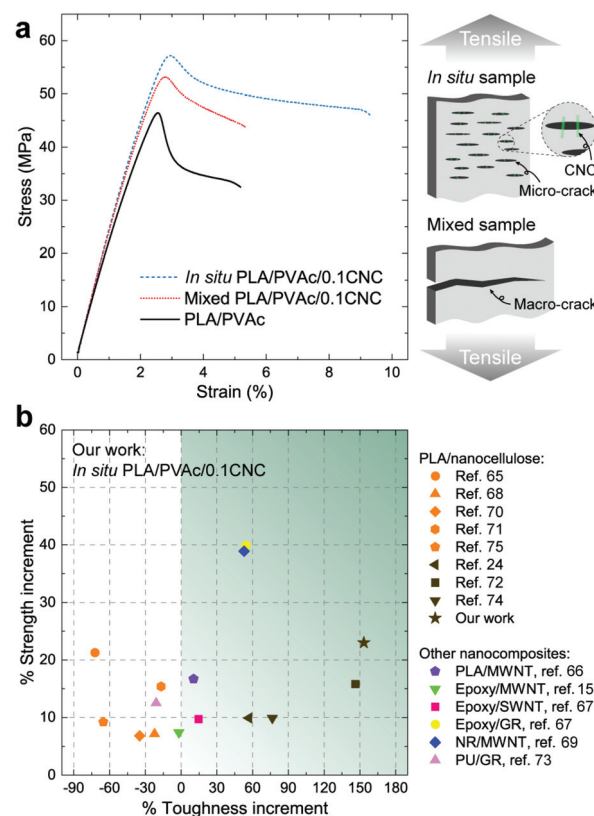 a
60
50
40
30
20
10
0
Stress (MPa)
In situ PLA/PVAc/0.1CNC
Mixed PLA/PVAc/0.1CNC
PLA/PVAc
0 2 4 6 8 10
Strain (%)
Tensile
In situ sample
CNC
Micro-crack
Mixed sample
Macro-crack
Tensile
b
60
50
40
30
20
10
0
% Strength increment
Our work:
In situ PLA/PVAc/0.1CNC
-90 -60 -30 0 30 60 90 120 150 180
% Toughness increment
PLA/nanocellulose:
Ref. 65
Ref. 68
Ref. 70
Ref. 71
Ref. 75
Ref. 24
Ref. 72
Ref. 74
Our work
Other nanocomposites:
PLA/MWNT, ref. 66
Epoxy/MWNT, ref. 15
Epoxy/SWNT, ref. 67
Epoxy/GR, ref. 67
NR/MWNT, ref. 69
PU/GR, ref. 73